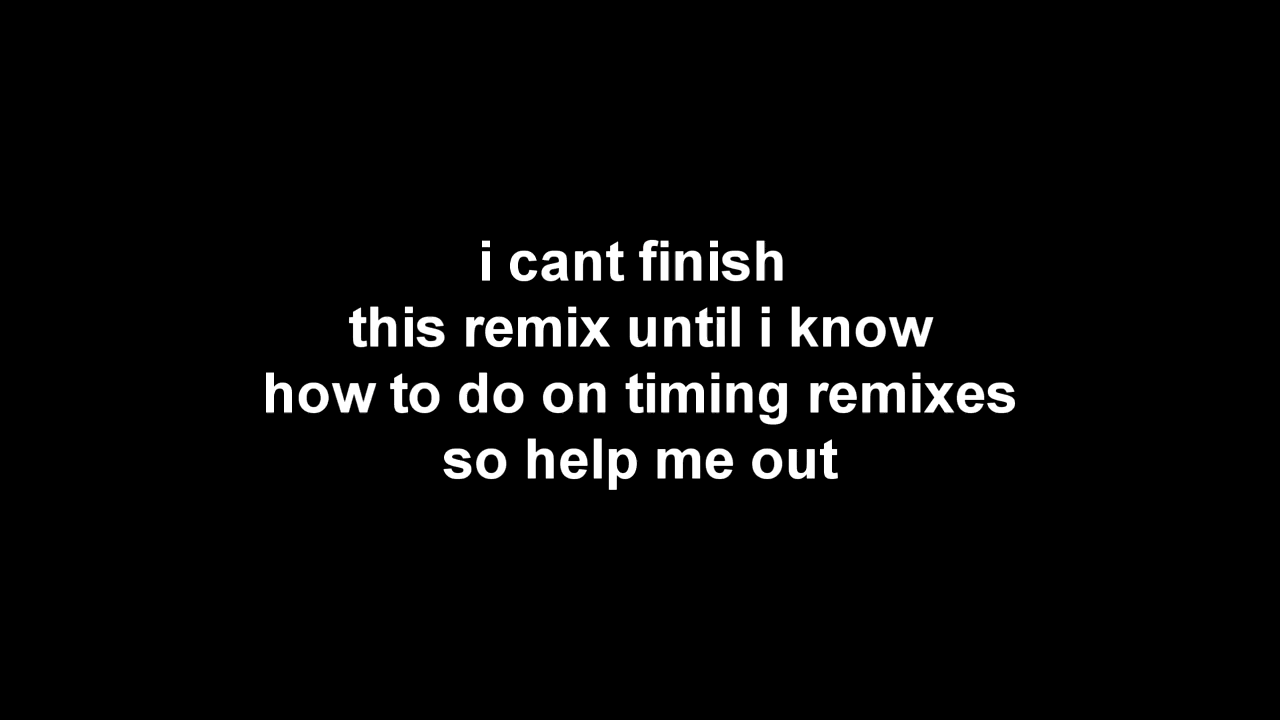 i cant finish
this remix until i know
how to do on timing remixes
so help me out